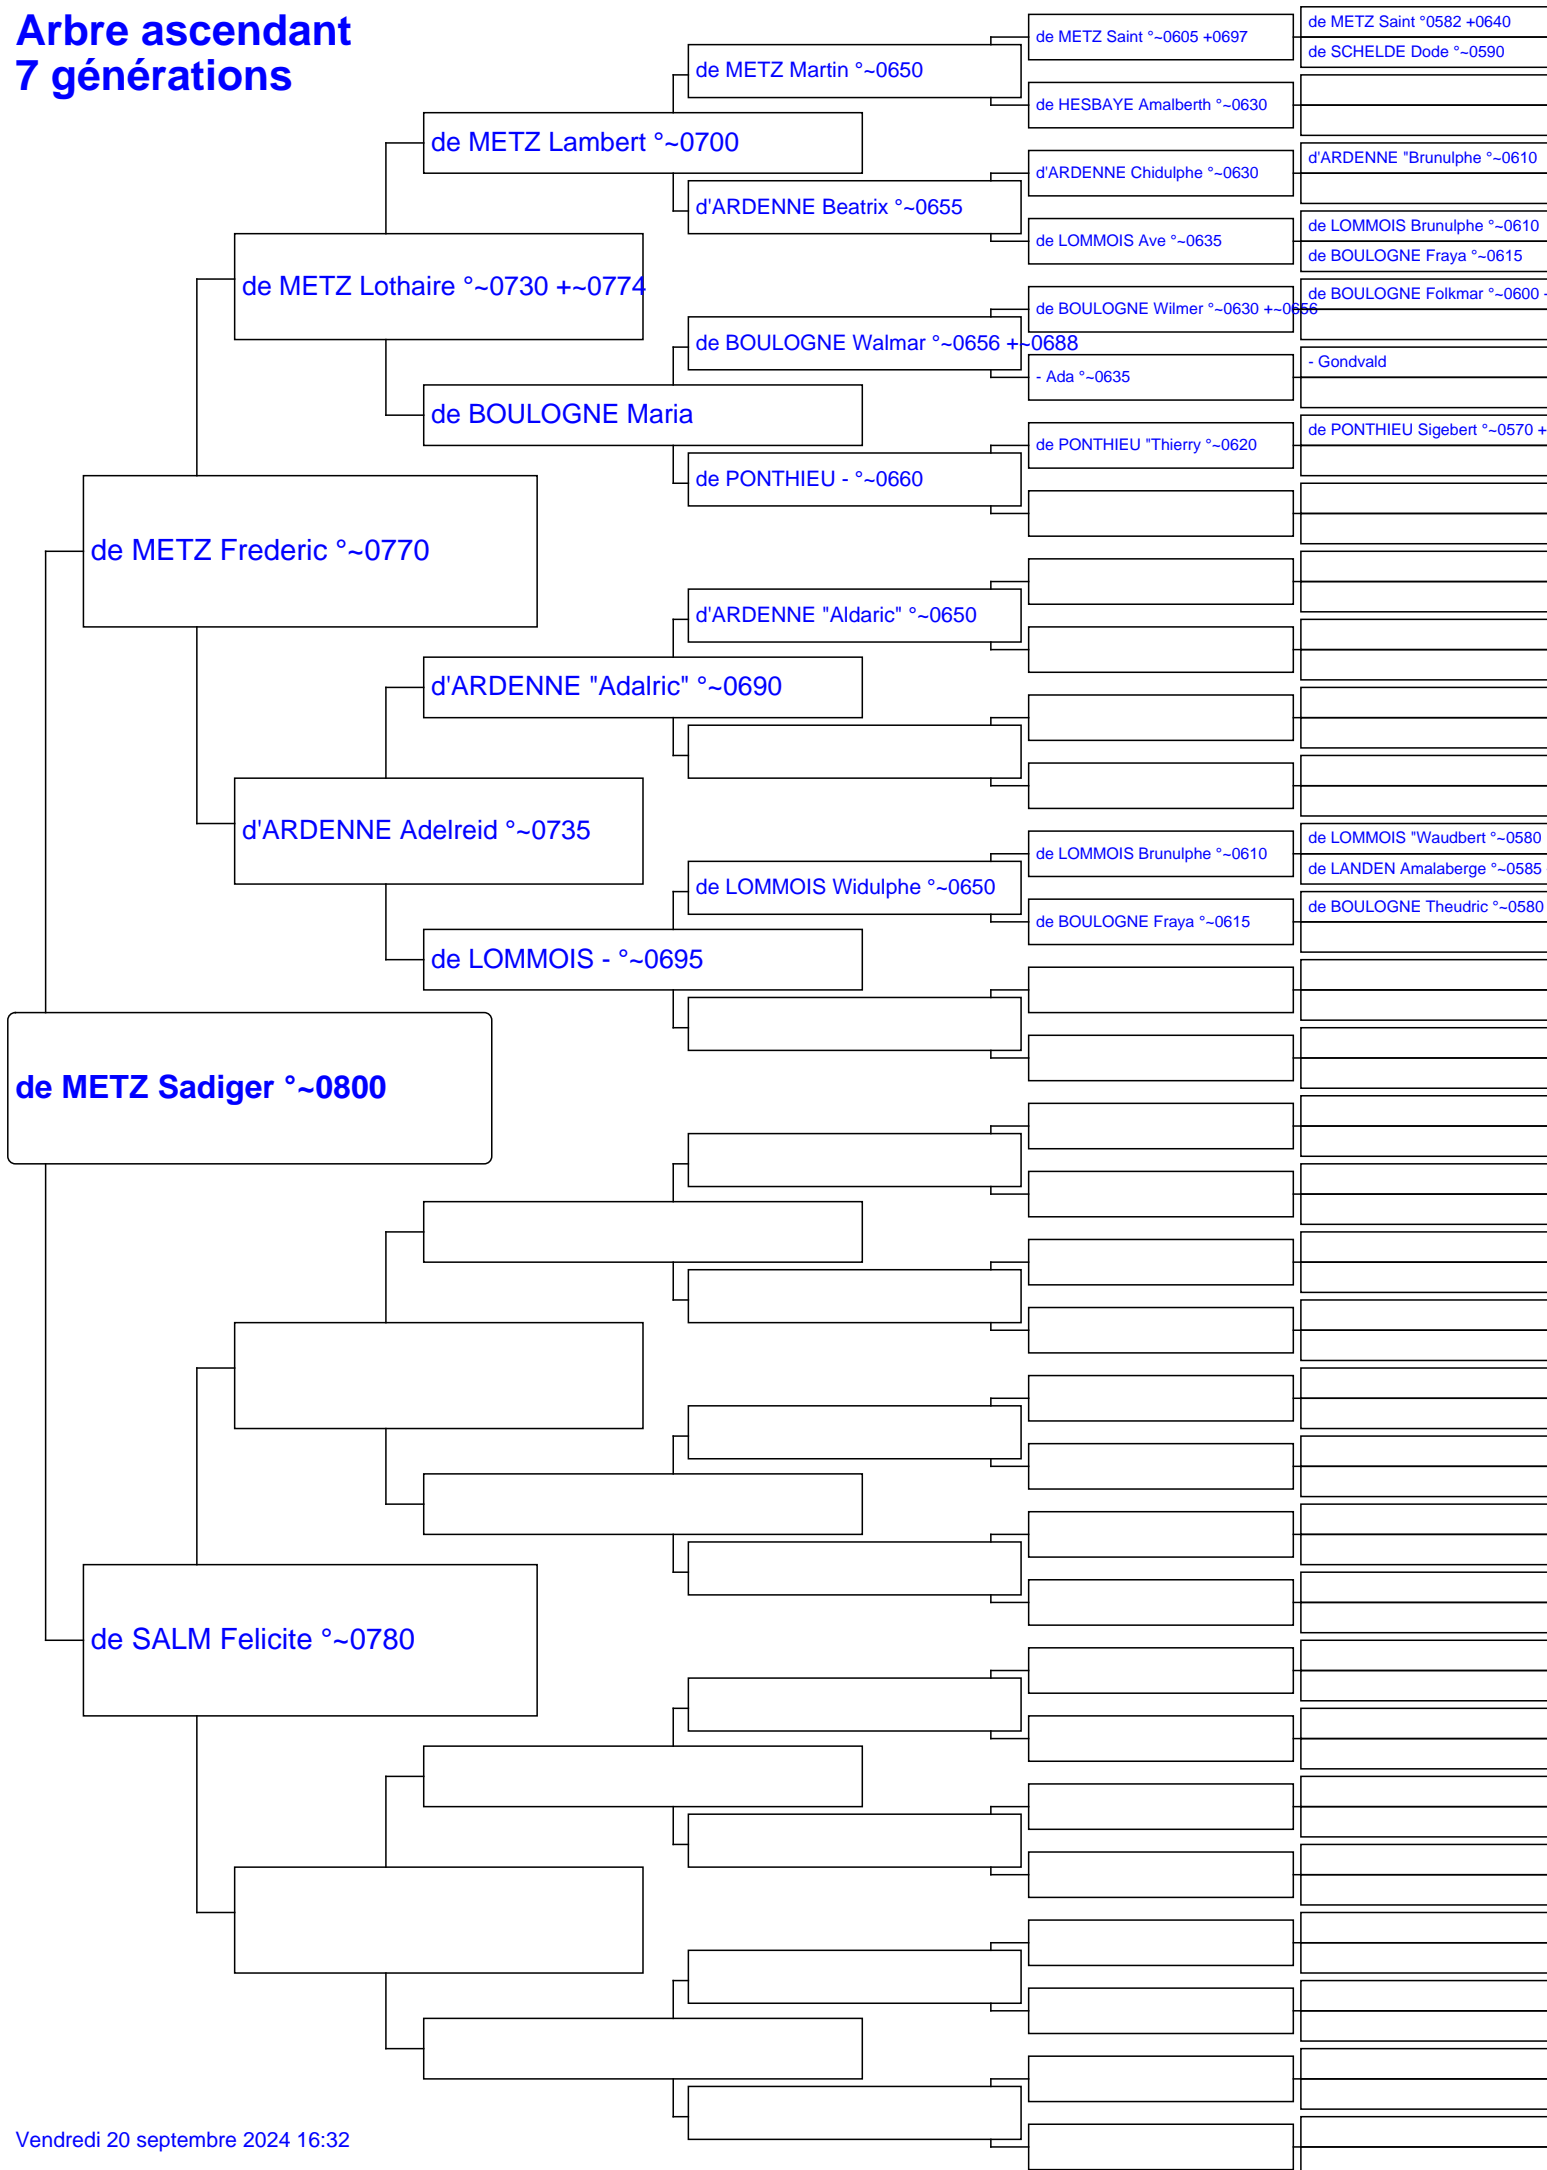 Arbre ascendant
7 générations
de METZ Sadiger °~0800
de METZ Frederic °~0770
de SALM Felicite °~0780
de METZ Lothaire °~0730 +~0774
d'ARDENNE Adelreid °~0735
de METZ Lambert °~0700
de BOULOGNE Maria
d'ARDENNE "Adalric" °~0690
de LOMMOIS - °~0695
de METZ Martin °~0650
d'ARDENNE Beatrix °~0655
de BOULOGNE Walmar °~0656 +~0688
de PONTHIEU - °~0660
d'ARDENNE "Aldaric" °~0650
de LOMMOIS Widulphe °~0650
de METZ Saint °~0605 +0697
de HESBAYE Amalberth °~0630
d'ARDENNE Chidulphe °~0630
de LOMMOIS Ave °~0635
de BOULOGNE Wilmer °~0630 +~0656
- Ada °~0635
de PONTHIEU "Thierry °~0620
de LOMMOIS Brunulphe °~0610
de BOULOGNE Fraya °~0615
de METZ Saint °0582 +0640
de SCHELDE Dode °~0590
d'ARDENNE "Brunulphe °~0610
de LOMMOIS Brunulphe °~0610
de BOULOGNE Fraya °~0615
de BOULOGNE Folkmar °~0600
- Gondvald
de PONTHIEU Sigebert °~0570 +
de LOMMOIS "Waudbert °~0580
de LANDEN Amalaberge °~0585
de BOULOGNE Theudric °~0580
Vendredi 20 septembre 2024 16:32